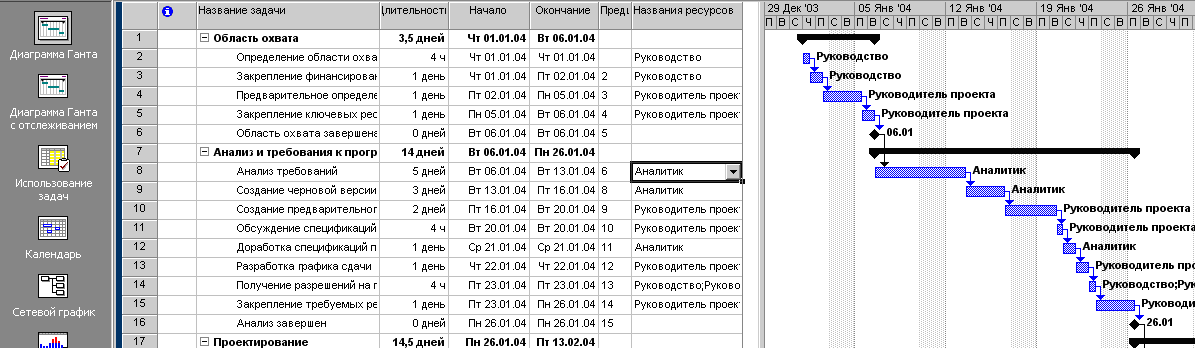 Диаграмма Ганта
Диаграмма Ганта
с отслеживанием
Использование
задач
Календарь
Сетевой график
Название задачи Длительность Начало Окончание Предш Названия ресурсов
1 Область охвата 3,5 дней Чт 01.01.04 Вт 06.01.04
2 Определение области охва 4 ч Чт 01.01.04 Чт 01.01.04 Руководство
3 Закрепление финансирован 1 день Чт 01.01.04 Пт 02.01.04 2 Руководство
4 Предварительное определе 1 день Пт 02.01.04 Пн 05.01.04 3 Руководитель проект
5 Закрепление ключевых рес 1 день Пн 05.01.04 Вт 06.01.04 4 Руководитель проект
6 Область охвата завершена 0 дней Вт 06.01.04 Вт 06.01.04 5
7 Анализ и требования к прогр 14 дней Вт 06.01.04 Пн 26.01.04
8 Анализ требований 5 дней Вт 06.01.04 Вт 13.01.04 6 Аналитик
9 Создание черновой версии 3 дней Вт 13.01.04 Пт 16.01.04 8 Аналитик
10 Создание предварительног 2 дней Пт 16.01.04 Вт 20.01.04 9 Руководитель проект
11 Обсуждение спецификаций 4 ч Вт 20.01.04 Вт 20.01.04 10 Руководитель проект
12 Доработка спецификаций п 1 день Ср 21.01.04 Ср 21.01.04 11 Аналитик
13 Разработка графика сдачи 1 день Чт 22.01.04 Чт 22.01.04 12 Руководитель проект
14 Получение разрешений на г 4 ч Пт 23.01.04 Пт 23.01.04 13 Руководство;Руково
15 Закрепление требуемых ре 1 день Пт 23.01.04 Пн 26.01.04 14 Руководитель проект
16 Анализ завершен 0 дней Пн 26.01.04 Пн 26.01.04 15
17 Проектирование 14,5 дней Пн 26.01.04 Пт 13.02.04
29 Дек '03 05 Янв '04 12 Янв '04 19 Янв '04 26 Янв '04
П В С Ч П С В П В С Ч П С В П В С Ч П С В П В С Ч П С В П В С Ч П
Руководство
Руководство
Руководитель проекта
Руководитель проекта
06.01
Аналитик
Аналитик
Руководитель проекта
Руководитель проекта
Аналитик
Руководитель про
Руководство;Рук
Руководи
26.01